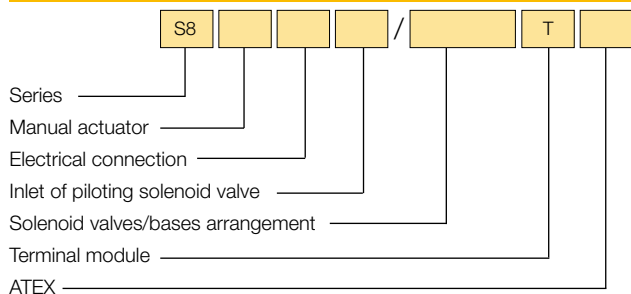 S8 / T
Series
Manual actuator
Electrical connection
Inlet of piloting solenoid valve
Solenoid valves/bases arrangement
Terminal module
ATEX